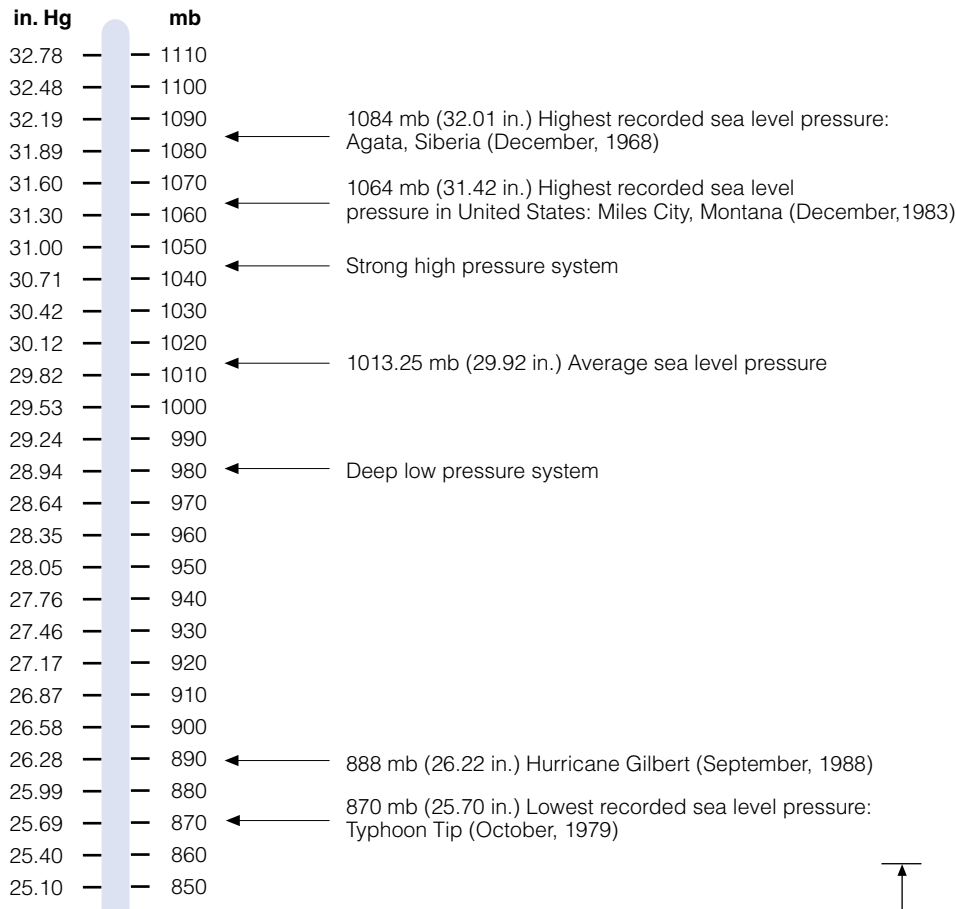 in. Hg mb
32.78 1110
32.48 1100
32.19 1090
1084 mb (32.01 in.) Highest recorded sea level pressure:
Agata, Siberia (December, 1968)
31.89 1080
31.60 1070
1064 mb (31.42 in.) Highest recorded sea level
pressure in United States: Miles City, Montana (December,1983)
31.30 1060
31.00 1050
Strong high pressure system
30.71 1040
30.42 1030
30.12 1020
1013.25 mb (29.92 in.) Average sea level pressure
29.82 1010
29.53 1000
29.24 990
28.94 980 Deep low pressure system
28.64 970
28.35 960
28.05 950
27.76 940
27.46 930
27.17 920
26.87 910
26.58 900
26.28 890 888 mb (26.22 in.) Hurricane Gilbert (September, 1988)
25.99 880
870 mb (25.70 in.) Lowest recorded sea level pressure:
Typhoon Tip (October, 1979)
25.69 870
25.40 860
25.10 850